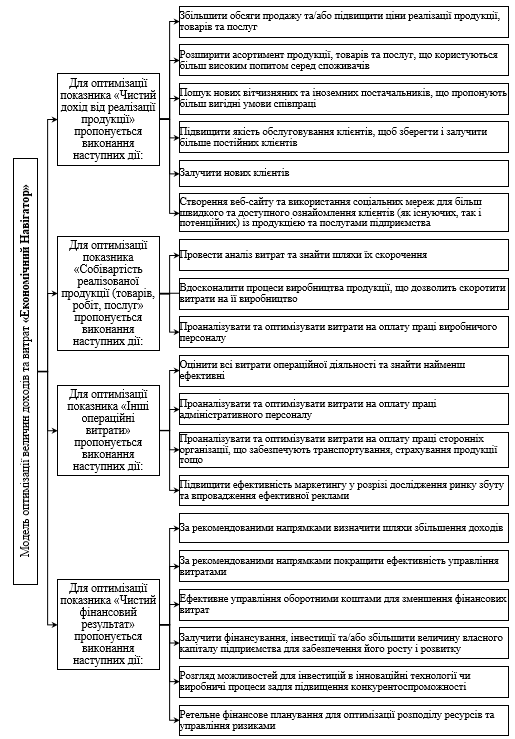 Модель оптимізації величин доходів та витрат «Економічний Навігатор»
Для оптимізації
показника «Чистий
дохід від реалізації
продукції»
пропонується
виконання
наступних дії:
Збільшити обсяги продажу та/або підвищити ціни реалізації продукції,
товарів та послуг
Розширити асортимент продукції, товарів та послуг, що користуються
більш високим попитом серед споживачів
Пошук нових вітчизняних та іноземних постачальників, що пропонують
більш вигідні умови співпраці
Підвищити якість обслуговування клієнтів, щоб зберегти і залучити
більше постійних клієнтів
Залучити нових клієнтів
Створення веб-сайту та використання соціальних мереж для більш
швидкого та доступного ознайомлення клієнтів (як існуючих, так і
потенційних) із продукцією та послугами підприємства
Для оптимізації
показника
«Собівартість
реалізованої
продукції (товарів,
робіт, послуг»
пропонується
виконання
наступних дії:
Провести аналіз витрат та знайти шляхи їх скорочення
Вдосконалити процеси виробництва продукції, що дозволить скоротити
витрати на її виробництво
Проаналізувати та оптимізувати витрати на оплату праці виробничого
персоналу
Для оптимізації
показника «Інші
операційні
витрати»
пропонується
виконання
наступних дії:
Оцінити всі витрати операційної діяльності та знайти найменш
ефективні
Проаналізувати та оптимізувати витрати на оплату праці
адміністративного персоналу
Проаналізувати та оптимізувати витрати на оплату праці сторонніх
організації, що забезпечують транспортування, страхування продукції
тощо
Підвищити ефективність маркетингу у розрізі дослідження ринку збуту
та впровадження ефективної реклами
Для оптимізації
показника «Чистий
фінансовий
результат»
пропонується
виконання
наступних дії:
За рекомендованими напрямками визначити шляхи збільшення доходів
За рекомендованими напрямками покращити ефективність управління
витратами
Ефективне управління оборотними коштами для зменшення фінансових
витрат
Залучити фінансування, інвестиції та/або збільшити величину власного
капіталу підприємства для забезпечення його росту і розвитку
Розгляд можливостей для інвестицій в інноваційні технології чи
виробничі процеси задля підвищення конкурентоспроможності
Ретельне фінансове планування для оптимізації розподілу ресурсів та
управління ризиками